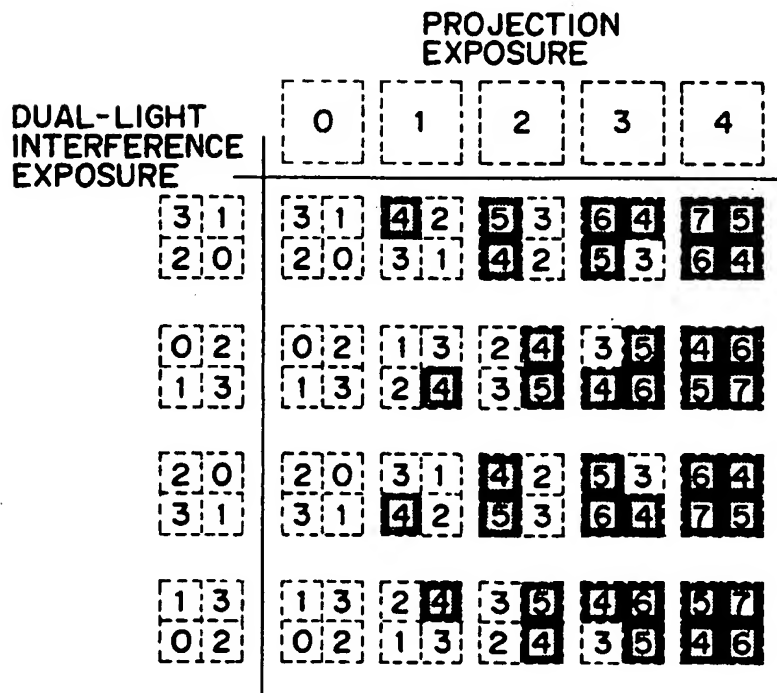 PROJECTION
EXPOSURE
DUAL-LIGHT
INTERFERENCE
EXPOSURE
0 1 2 3 4
3 1 3 1 4 2 5 3 6 4 7 5
2 0 2 0 3 1 4 2 5 3 6 4
0 2 0 2 1 3 2 4 3 5 4 6
1 3 1 3 2 4 3 5 4 6 5 7
2 0 2 0 3 1 4 2 5 3 6 4
3 1 3 1 4 2 5 3 6 4 7 5
1 3 1 3 2 4 3 5 4 6 5 7
0 2 0 2 1 3 2 4 3 5 4 6